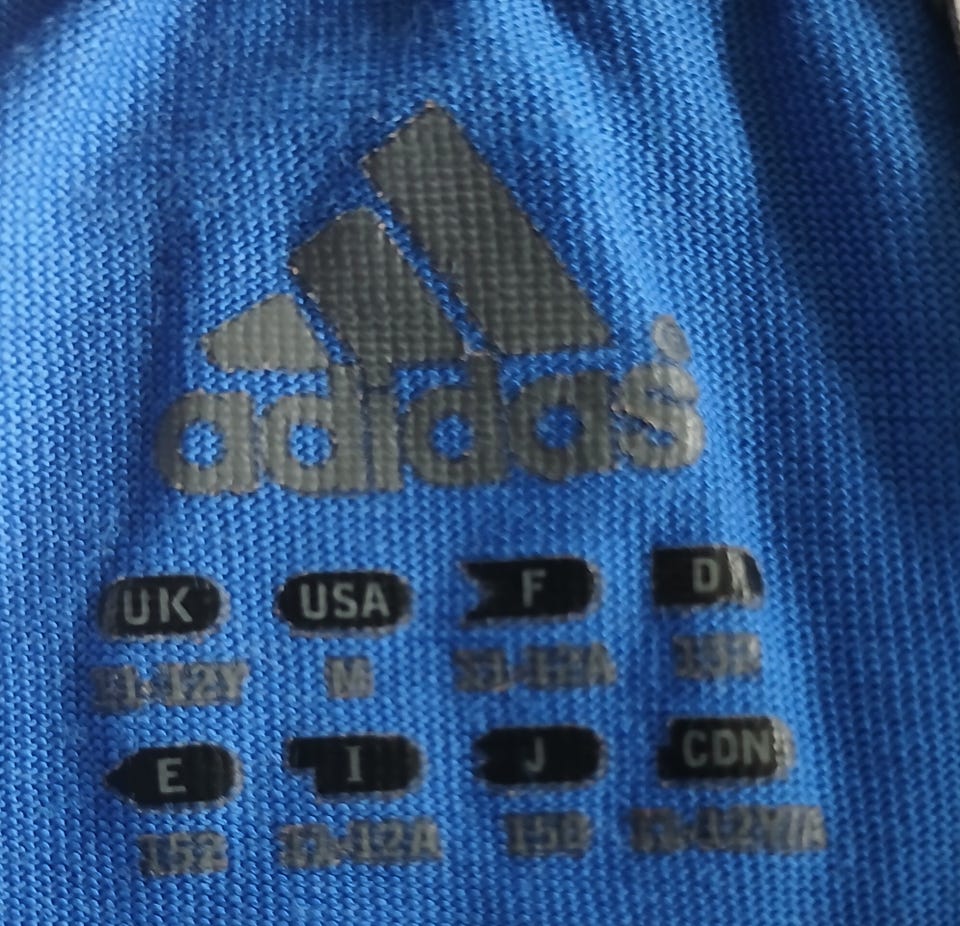 adidas®
UK USA F D
11-12Y M 11-12A 152
E I J CDN
152 11-12A 150 11-12Y/A